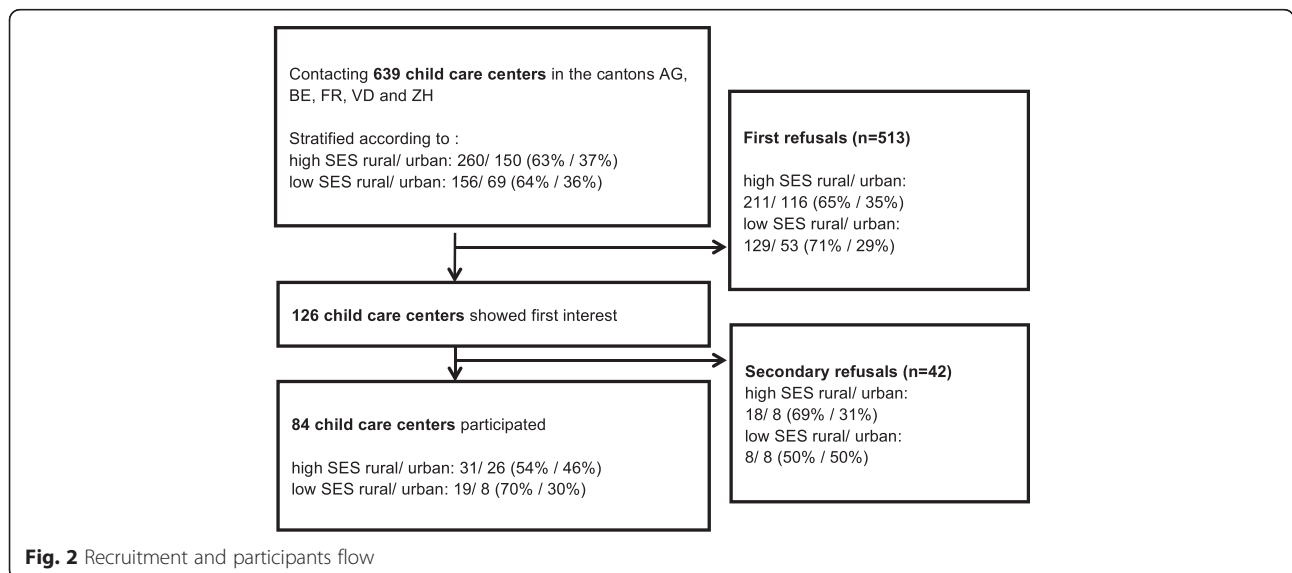 Contacting 639 child care centers in the cantons AG,
BE, FR, VD and ZH
Stratified according to :
high SES rural/ urban: 260/ 150 (63% / 37%)
low SES rural/ urban: 156/ 69 (64% / 36%)
First refusals (n=513)
high SES rural/ urban:
211/ 116 (65% / 35%)
low SES rural/ urban:
129/ 53 (71% / 29%)
126 child care centers showed first interest
Secondary refusals (n=42)
high SES rural/ urban:
18/ 8 (69% / 31%)
low SES rural/ urban:
8/ 8 (50% / 50%)
84 child care centers participated
high SES rural/ urban: 31/ 26 (54% / 46%)
low SES rural/ urban: 19/ 8 (70% / 30%)
Fig. 2 Recruitment and participants flow